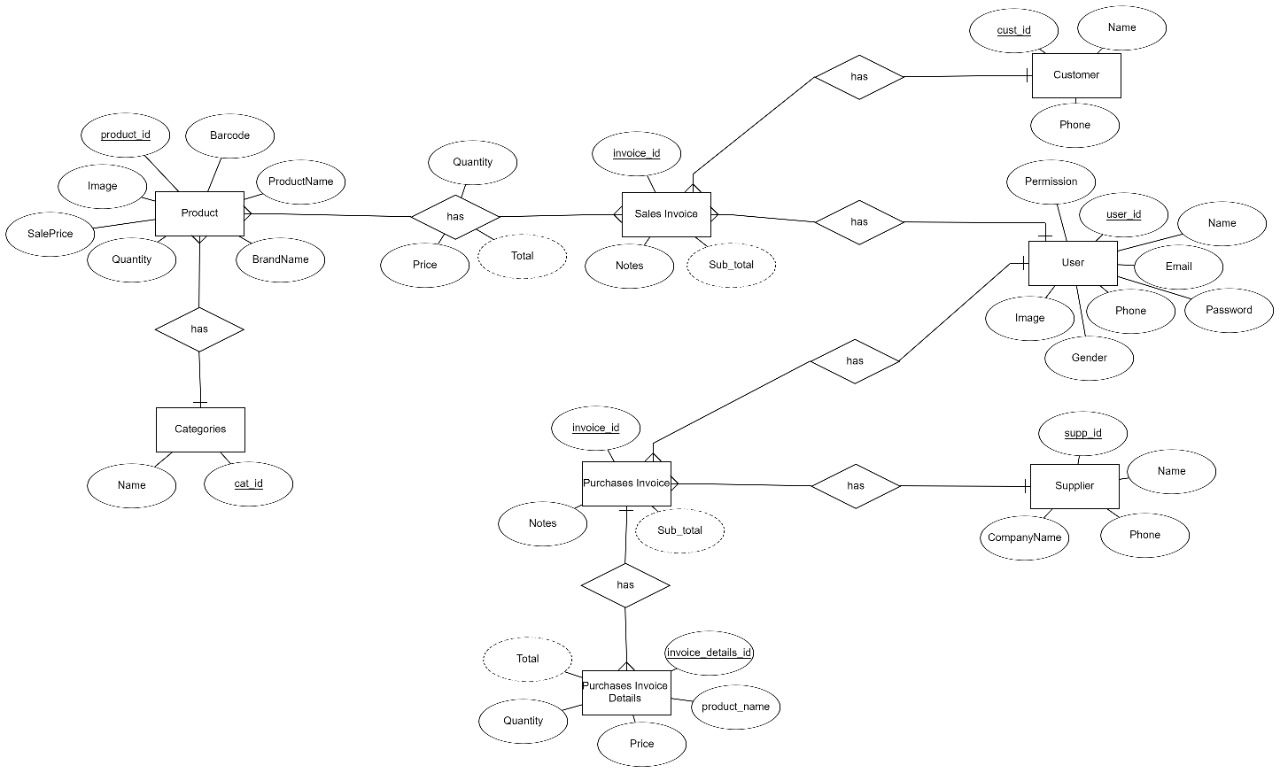 cust_id
Name
has
Customer
Phone
product_id
Barcode
Image
ProductName
Quantity
invoice_id
Product
has
Sales Invoice
has
SalePrice
Quantity
BrandName
Price
Total
Notes
Sub_total
Permission
user_id
Name
User
Email
Image
Phone
Password
Gender
has
has
Categories
Name
cat_id
invoice_id
Purchases Invoice
has
supp_id
Supplier
Name
Notes
Sub_total
CompanyName
Phone
has
Total
invoice_details_id
Purchases Invoice
Details
product_name
Quantity
Price